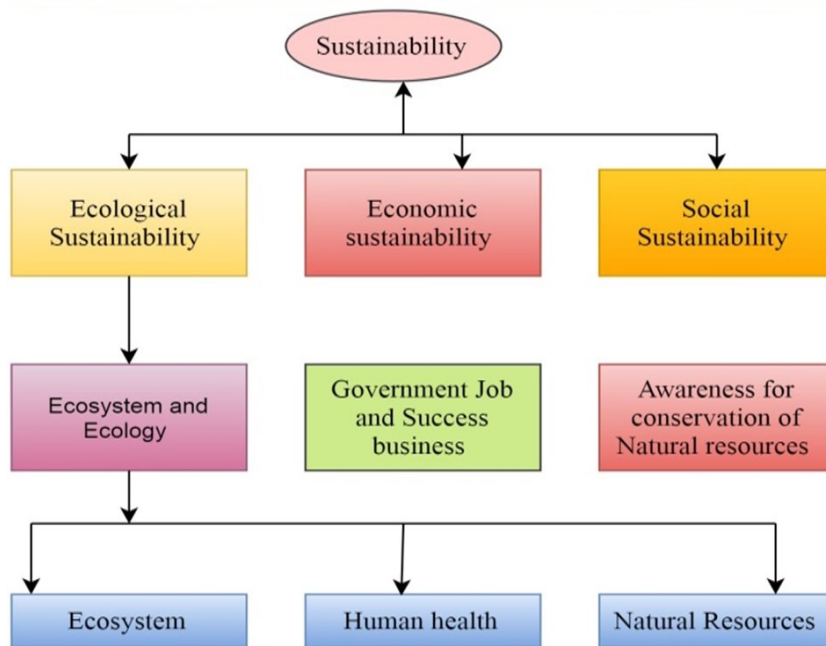 Sustainability
Ecological
Sustainability
Economic
sustainability
Social
Sustainability
Ecosystem and
Ecology
Government Job
and Success
business
Awareness for
conservation of
Natural resources
Ecosystem
Human health
Natural Resources